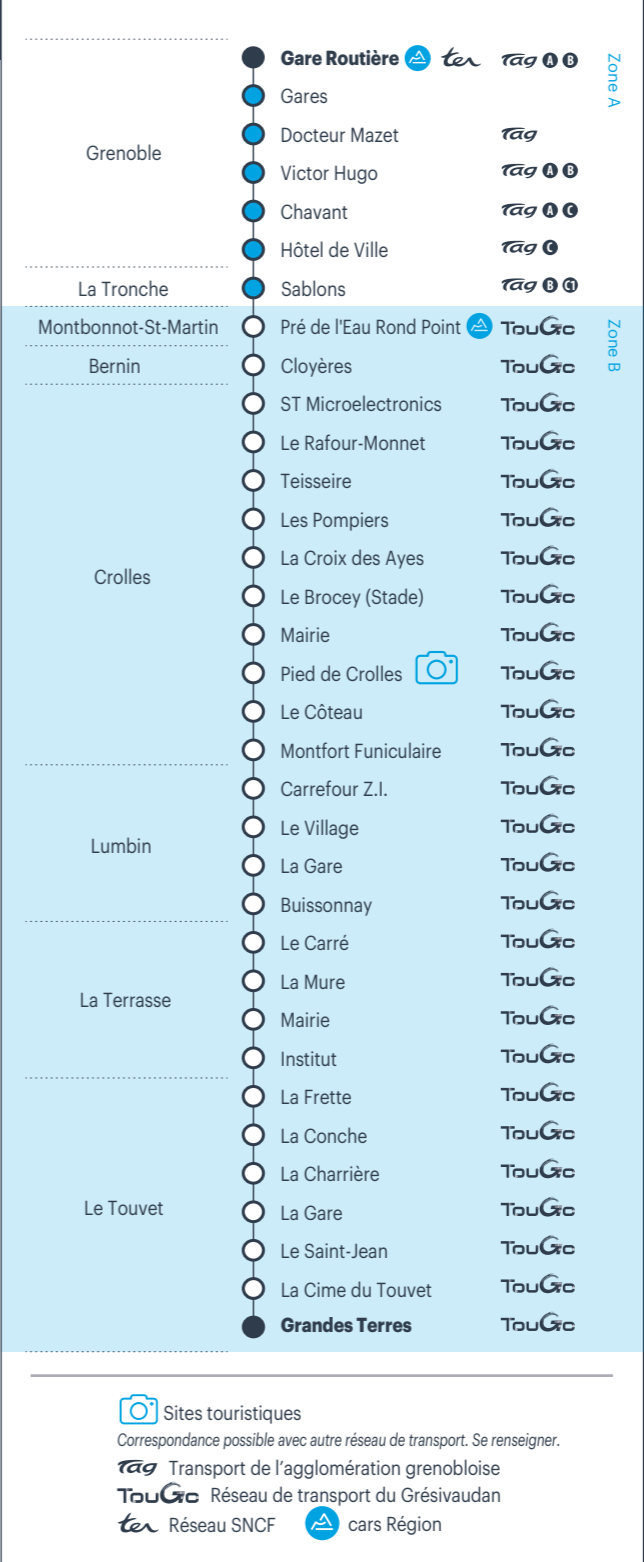 Gare Routière ter Tag A B
Zone A
Gares
Docteur Mazet Tag
Grenoble
Victor Hugo Tag A B
Chavant Tag A C
Hôtel de Ville Tag C
La Tronche Sablons Tag B C1
Montbonnot-St-Martin Pré de l'Eau Rond Point TouGo
Zone B
Bernin Cloyères TouGo
ST Microelectronics TouGo
Le Rafour-Monnet TouGo
Teisseire TouGo
Les Pompiers TouGo
La Croix des Ayes TouGo
Crolles
Le Brocey (Stade) TouGo
Mairie TouGo
Pied de Crolles TouGo
Le Côteau TouGo
Montfort Funiculaire TouGo
Carrefour Z.I. TouGo
Le Village TouGo
Lumbin
La Gare TouGo
Buissonnay TouGo
Le Carré TouGo
La Mure TouGo
La Terrasse
Mairie TouGo
Institut TouGo
La Frette TouGo
La Conche TouGo
La Charrière TouGo
Le Touvet La Gare TouGo
Le Saint-Jean TouGo
La Cime du Touvet TouGo
Grandes Terres TouGo
Sites touristiques
Correspondance possible avec autre réseau de transport. Se renseigner.
Tag Transport de l'agglomération grenobloise
TouGo Réseau de transport du Grésivaudan
ter Réseau SNCF cars Région